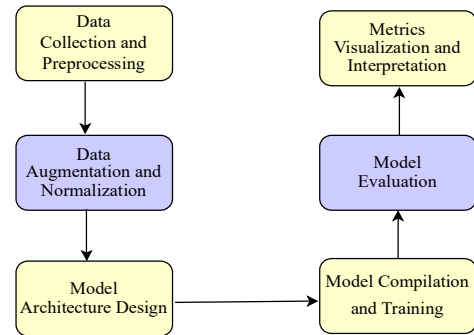 Data
Collection and
Preprocessing
Data
Augmentation and
Normalization
Model
Architecture Design
Model Compilation
and Training
Model
Evaluation
Metrics
Visualization and
Interpretation